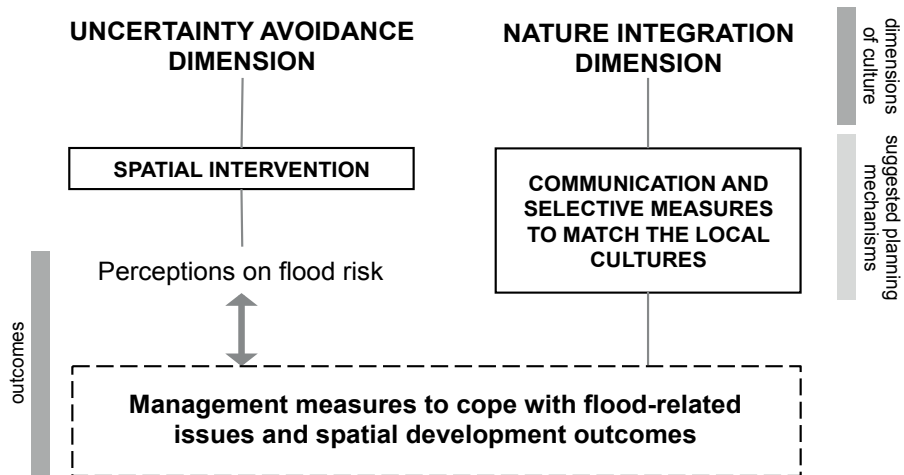 UNCERTAINTY AVOIDANCE
DIMENSION
NATURE INTEGRATION
DIMENSION
dimensions
of culture
SPATIAL INTERVENTION
COMMUNICATION AND
SELECTIVE MEASURES
TO MATCH THE LOCAL
CULTURES
suggested planning
mechanisms
Perceptions on flood risk
outcomes
Management measures to cope with flood-related
issues and spatial development outcomes